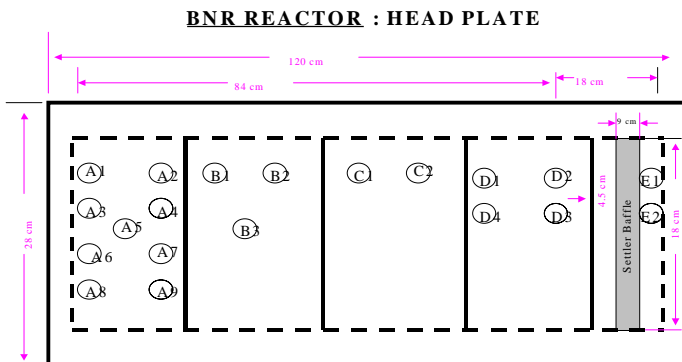 BNR REACTOR : HEAD PLATE
120 cm
84 cm
18 cm
9 cm
A1 A2 B1 B2 C1 C2 D1 D2 E1
A3 A4 D4 D3 E2
A5 B3
A6 A7
A8 A9
4.5 cm
Settler Baffle
18 cm
28 cm